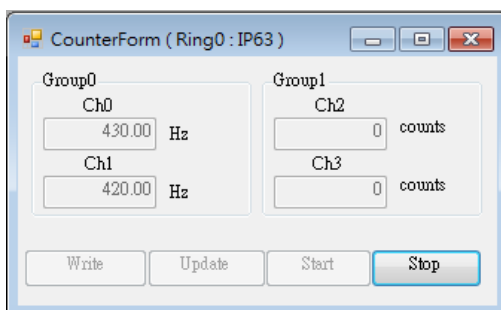 CounterForm ( Ring0 : IP63 )
Group0
Ch0
430.00 Hz
Ch1
420.00 Hz
Group1
Ch2
0 counts
Ch3
0 counts
Write Update Start Stop